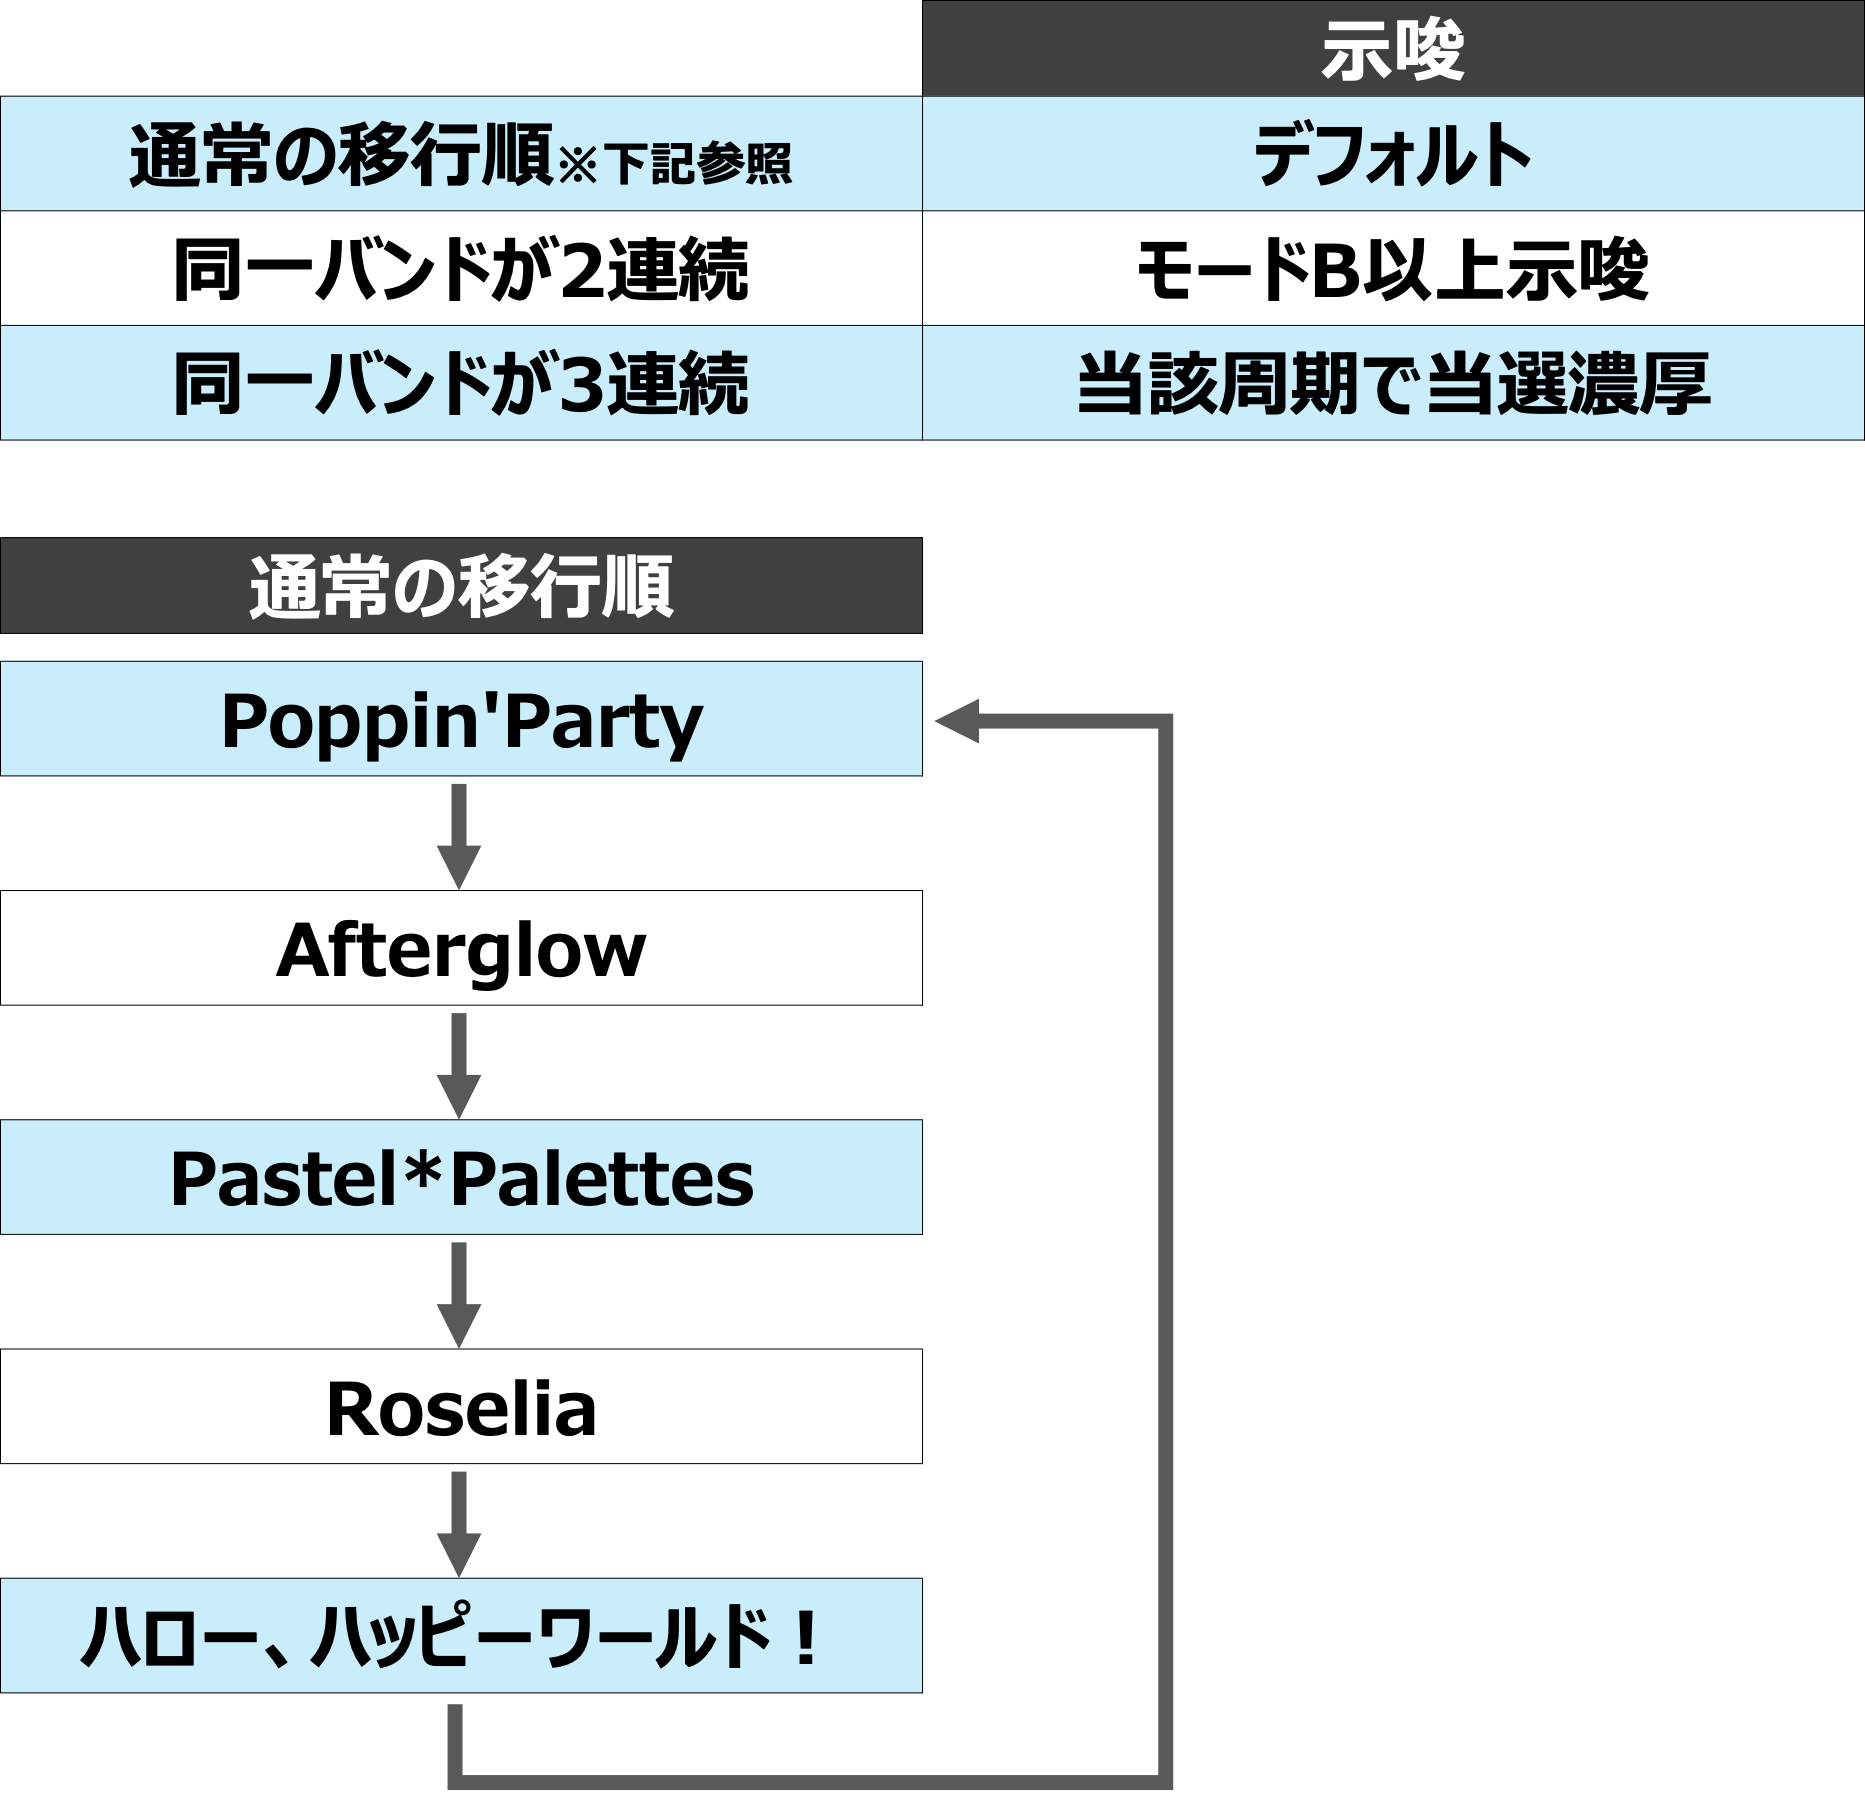 示唆
通常の移行順※下記参照 デフォルト
同一バンドが2連続 モードB以上示唆
同一バンドが3連続 当該周期で当選濃厚
通常の移行順
Poppin'Party
Afterglow
Pastel*Palettes
Roselia
ハロー、ハッピーワールド！